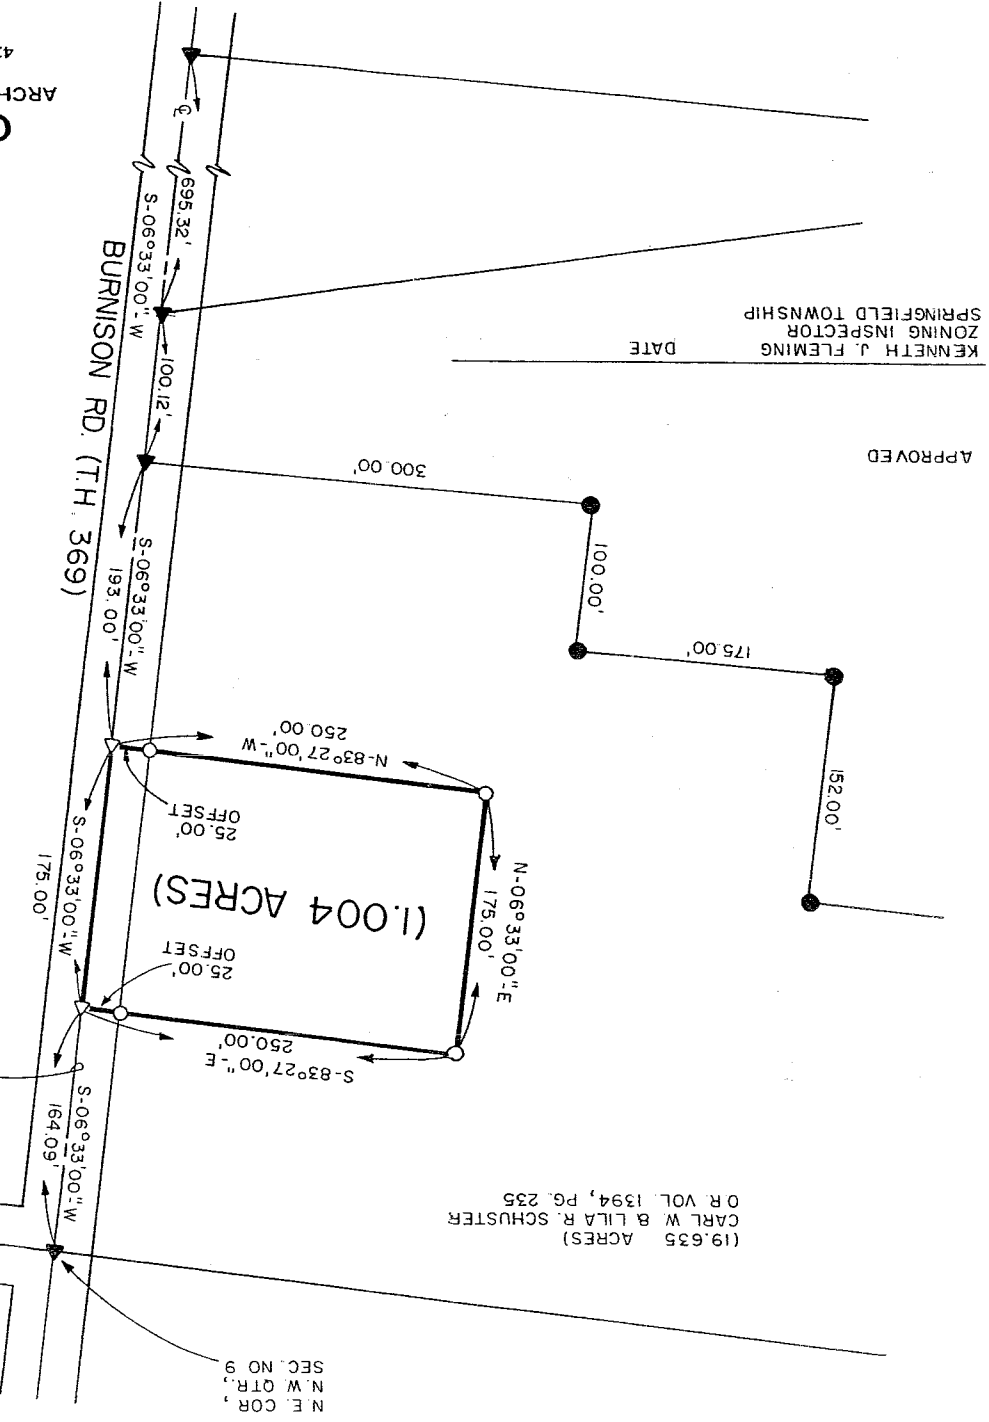 N.E. COR.,
N.W. QTR.,
SEC. NO 9
(19.635 ACRES)
CARL W. & LILA R. SCHUSTER
O.R. VOL. 1394, PG. 235
164.09'
S-06°33'00"-W
S-83°27'00"-E
250.00'
25.00'
OFFSET
(1.004 ACRES)
N-06°33'00"-E
175.00'
S-06°33'00"-W
175.00'
25.00'
OFFSET
N-83°27'00"-W
250.00'
152.00'
175.00'
100.00'
300.00'
193.00'
S-06°33'00"-W
BURNISON RD. (T.H. 369)
100.12'
S-06°33'00"-W
695.32'
APPROVED
KENNETH J. FLEMING DATE
ZONING INSPECTOR
SPRINGFIELD TOWNSHIP